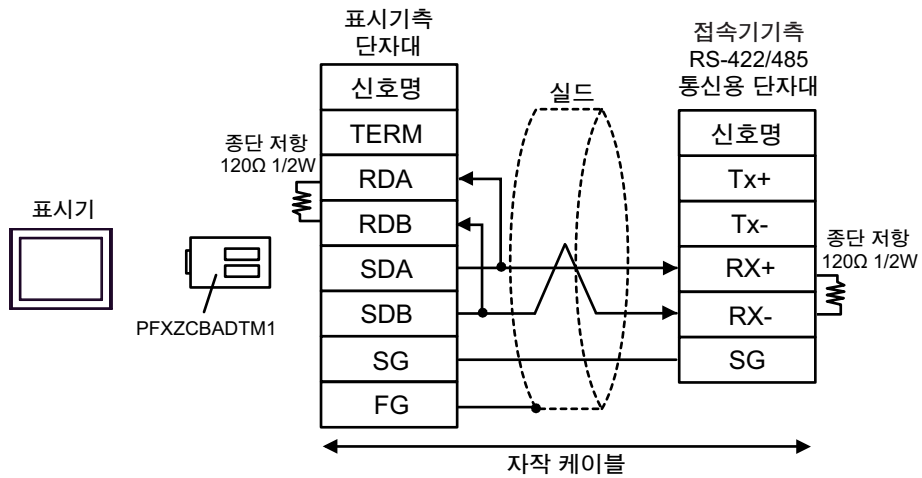 표시기
PFXZCBADTM1
종단 저항
120Ω 1/2W
표시기측
단자대
신호명
TERM
RDA
RDB
SDA
SDB
SG
FG
실드
접속기기측
RS-422/485
통신용 단자대
신호명
Tx+
Tx-
RX+
RX-
SG
종단 저항
120Ω 1/2W
자작 케이블